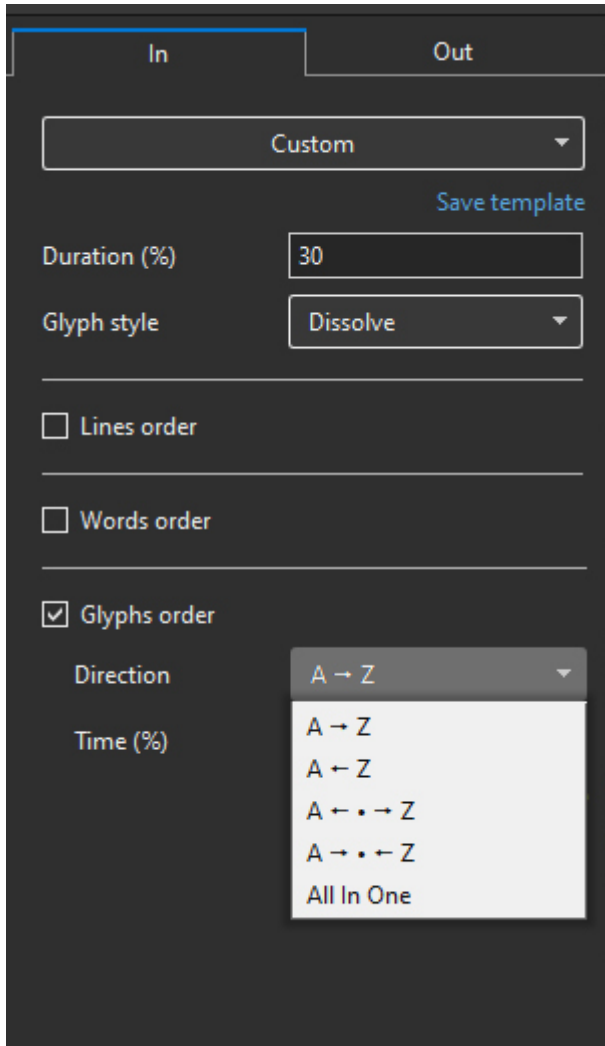 In Out
Custom
Save template
Duration (%) 30
Glyph style Dissolve
Lines order
Words order
Glyphs order
Direction A → Z
Time (%)
A → Z
A ← Z
A ← • → Z
A → • ← Z
All In One